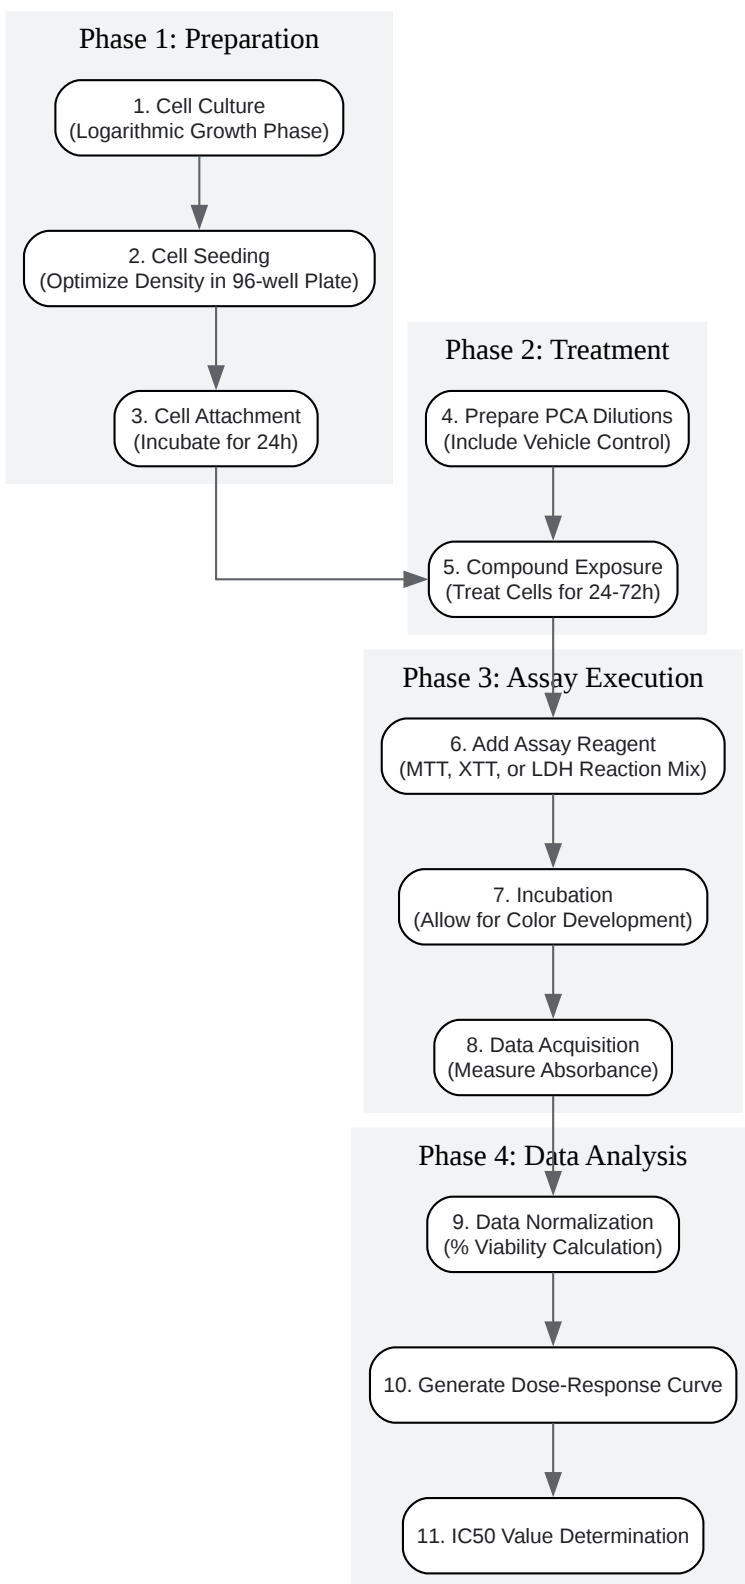 Phase 1: Preparation
1. Cell Culture
(Logarithmic Growth Phase)
2. Cell Seeding
(Optimize Density in 96-well Plate)
3. Cell Attachment
(Incubate for 24h)
Phase 2: Treatment
4. Prepare PCA Dilutions
(Include Vehicle Control)
5. Compound Exposure
(Treat Cells for 24-72h)
Phase 3: Assay Execution
6. Add Assay Reagent
(MTT, XTT, or LDH Reaction Mix)
7. Incubation
(Allow for Color Development)
8. Data Acquisition
(Measure Absorbance)
Phase 4: Data Analysis
9. Data Normalization
(% Viability Calculation)
10. Generate Dose-Response Curve
11. IC50 Value Determination